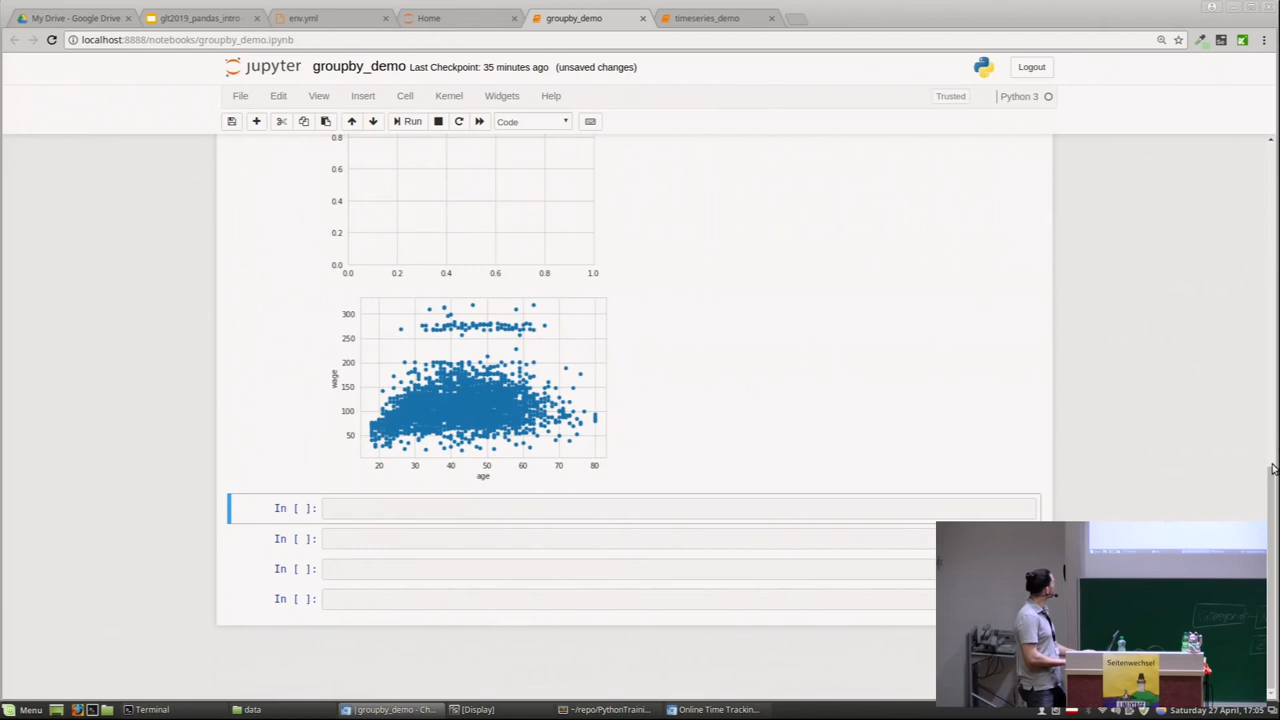 My Drive - Google Drive
glt2019_pandas_intro -
env.yml
Home
groupby_demo
timeseries_demo
localhost:8888/notebooks/groupby_demo.ipynb
jupyter groupby_demo Last Checkpoint: 35 minutes ago (unsaved changes)
Logout
File Edit View Insert Cell Kernel Widgets Help
Trusted
Python 3
Run
Code
0.8
0.6
0.4
0.2
0.0
0.0 0.2 0.4 0.6 0.8 1.0
300
250
200
150
100
50
wage
20 30 40 50 60 70 80
age
In [ ]:
In [ ]:
In [ ]:
In [ ]:
Seitenwechsel
Menu
Terminal
data
[groupby_demo - Ch...
[Display]
~/repo/PythonTraini...
Online Time Trackin...
Saturday 27 April, 17:05